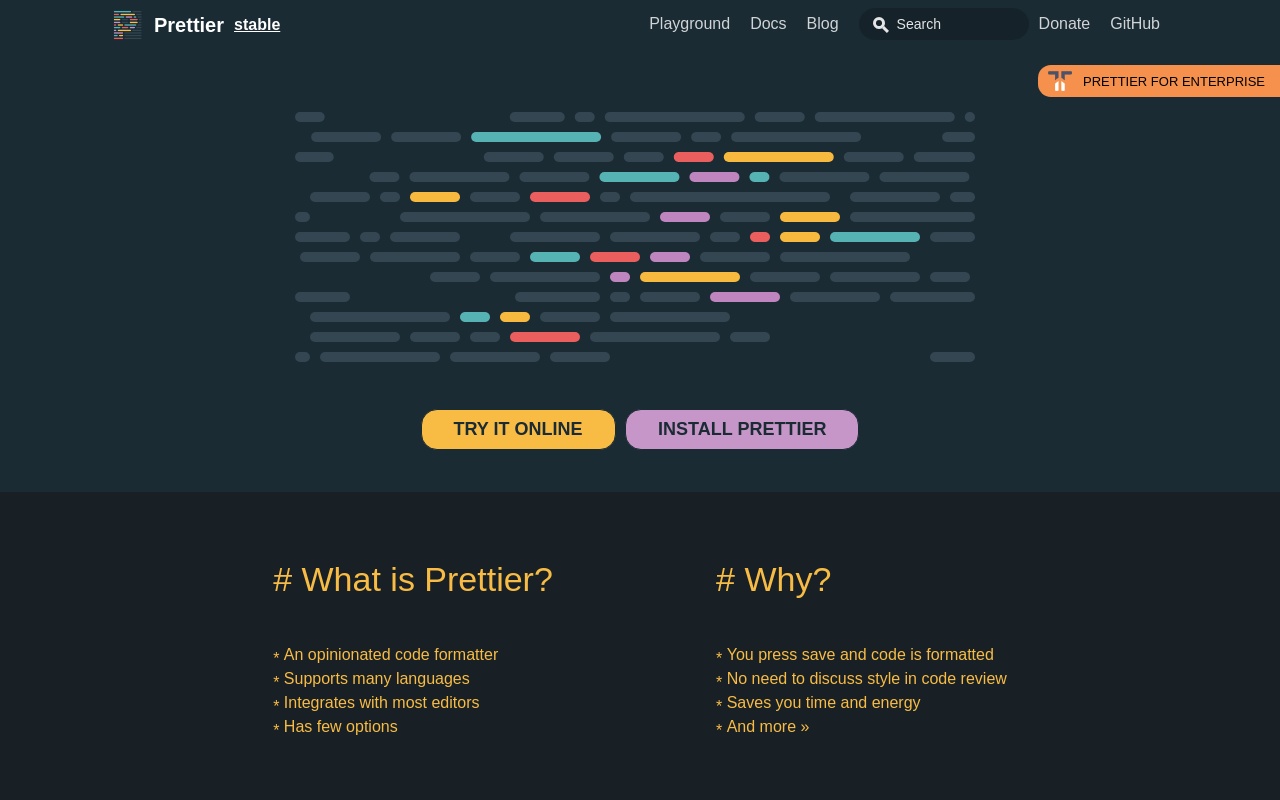 Prettier stable Playground Docs Blog Search Donate GitHub
PRETTIER FOR ENTERPRISE
TRY IT ONLINE INSTALL PRETTIER
# What is Prettier?
* An opinionated code formatter
* Supports many languages
* Integrates with most editors
* Has few options
# Why?
* You press save and code is formatted
* No need to discuss style in code review
* Saves you time and energy
* And more »